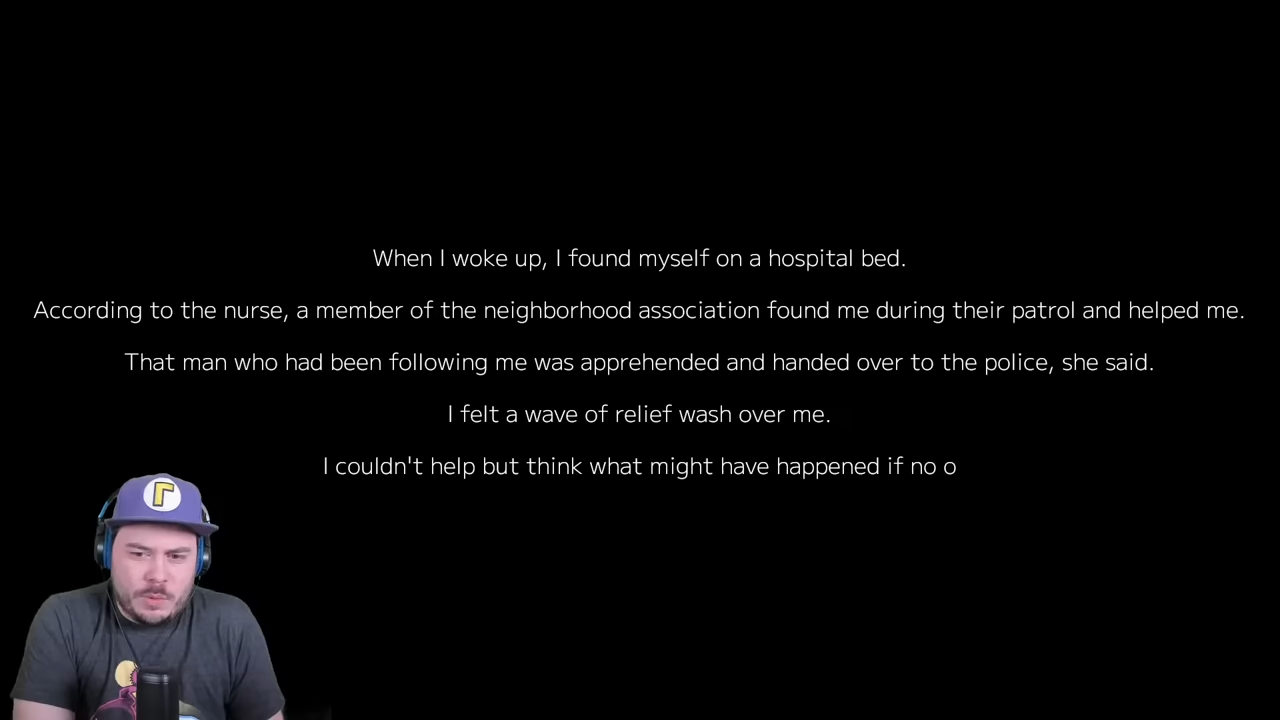 When I woke up, I found myself on a hospital bed.
According to the nurse, a member of the neighborhood association found me during their patrol and helped me.
That man who had been following me was apprehended and handed over to the police, she said.
I felt a wave of relief wash over me.
I couldn't help but think what might have happened if no o